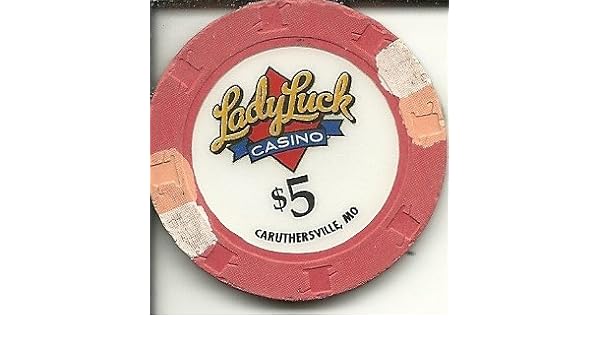 Lady Luck
CASINO
$5
CARUTHERSVILLE, MO